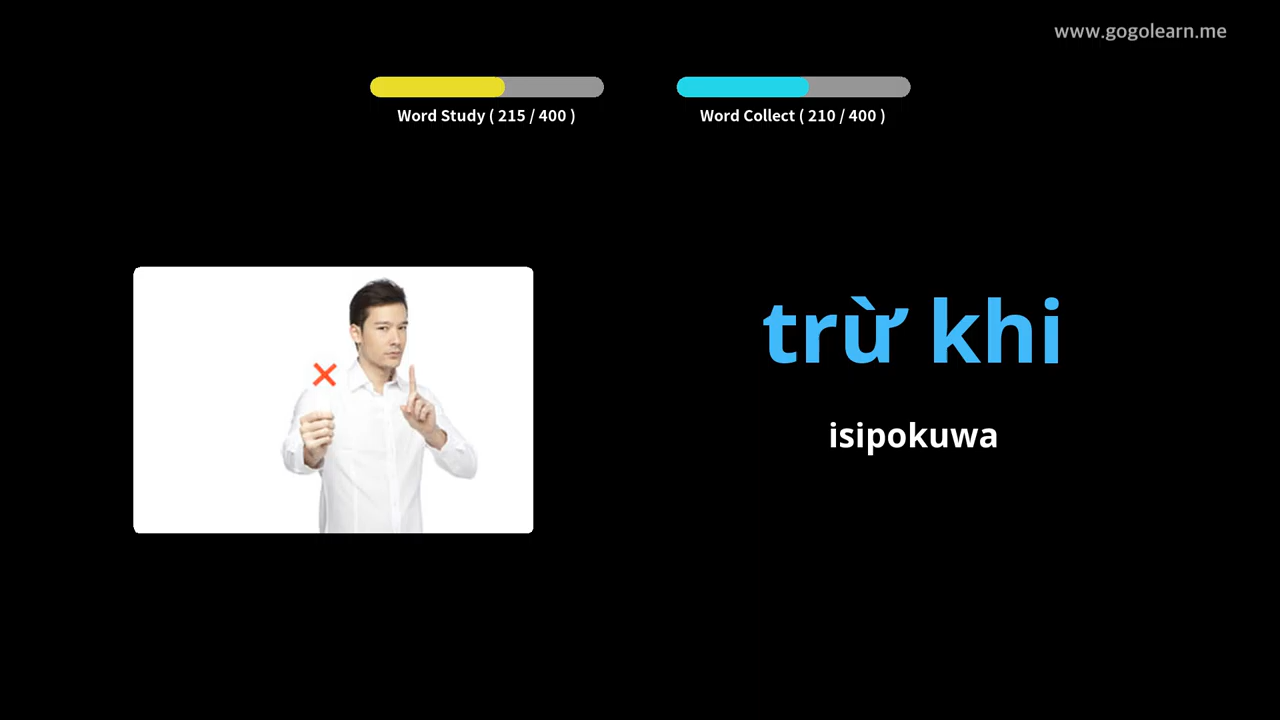 www.gogolearn.me
Word Study ( 215 / 400 )
Word Collect ( 210 / 400 )
trừ khi
isipokuwa